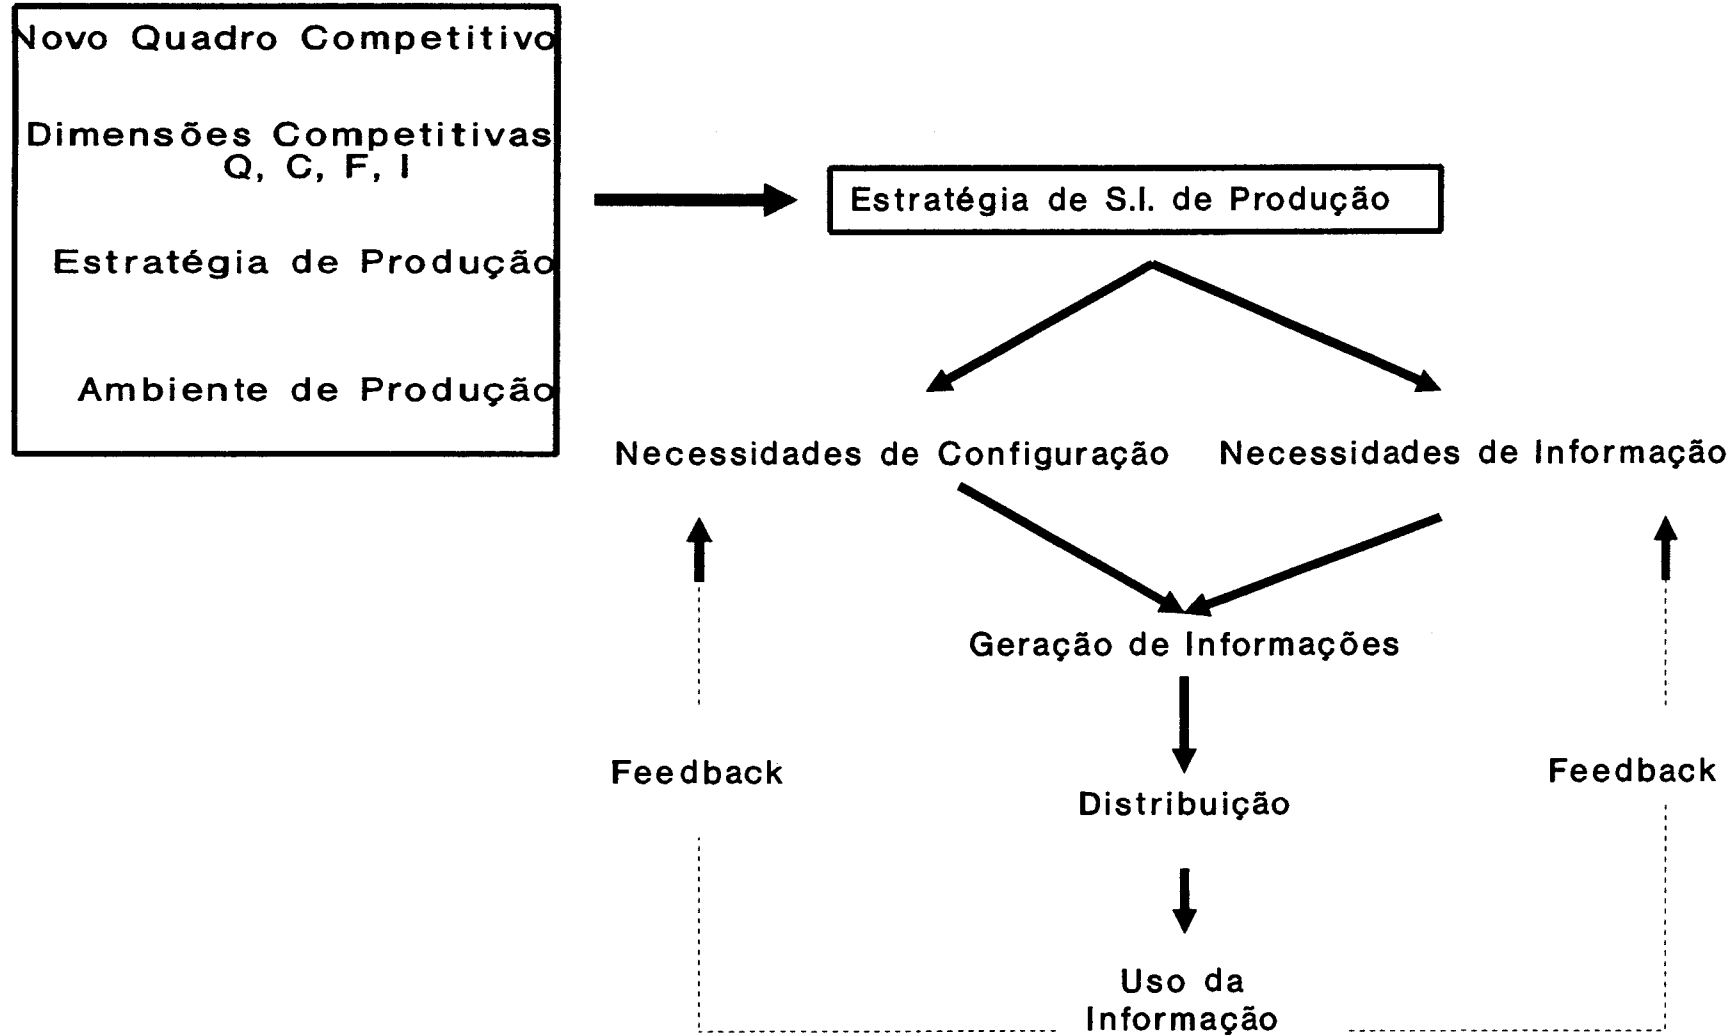 Novo Quadro Competitivo
Dimensões Competitivas
Q, C, F, I
Estratégia de Produção
Ambiente de Produção
Estratégia de S.I. de Produção
Necessidades de Configuração
Necessidades de Informação
Geração de Informações
Feedback
Feedback
Distribuição
Uso da
Informação